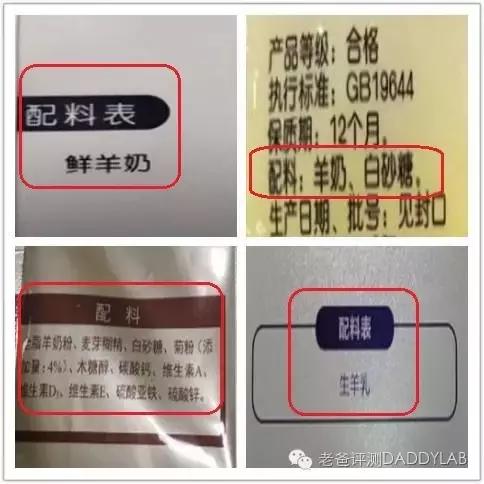 配料表
鲜羊奶
产品等级：合格
执行标准：GB19644
保质期：12个月。
配料：羊奶、白砂糖。
生产日期、批号：见封口
配料
脂羊奶粉、麦芽糊精、白砂糖、菊粉（添
加量：4%）、木糖醇、碳酸钙、维生素A、
维生素D₃、维生素E、硫酸亚铁、硫酸锌。
配料表
生羊乳
老爸评测DADDYLAB